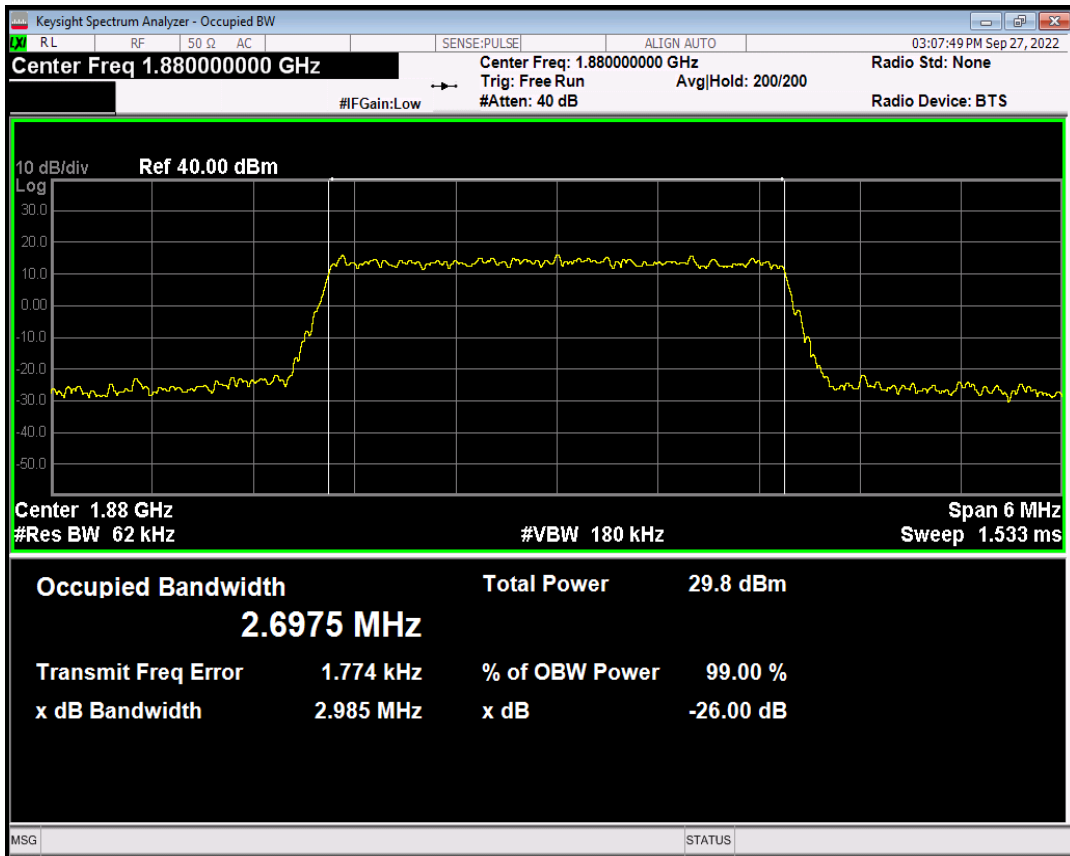 Keysight Spectrum Analyzer - Occupied BW
LXI RL RF 50 Ω AC SENSE:PULSE ALIGN AUTO 03:07:49 PM Sep 27, 2022
Center Freq 1.880000000 GHz Center Freq: 1.880000000 GHz Radio Std: None
Trig: Free Run Avg|Hold: 200/200
#IFGain:Low #Atten: 40 dB Radio Device: BTS
10 dB/div Ref 40.00 dBm
Log
30.0
20.0
10.0
0.00
-10.0
-20.0
-30.0
-40.0
-50.0
Center 1.88 GHz Span 6 MHz
#Res BW 62 kHz #VBW 180 kHz Sweep 1.533 ms
Occupied Bandwidth Total Power 29.8 dBm
2.6975 MHz
Transmit Freq Error 1.774 kHz % of OBW Power 99.00 %
x dB Bandwidth 2.985 MHz x dB -26.00 dB
MSG STATUS